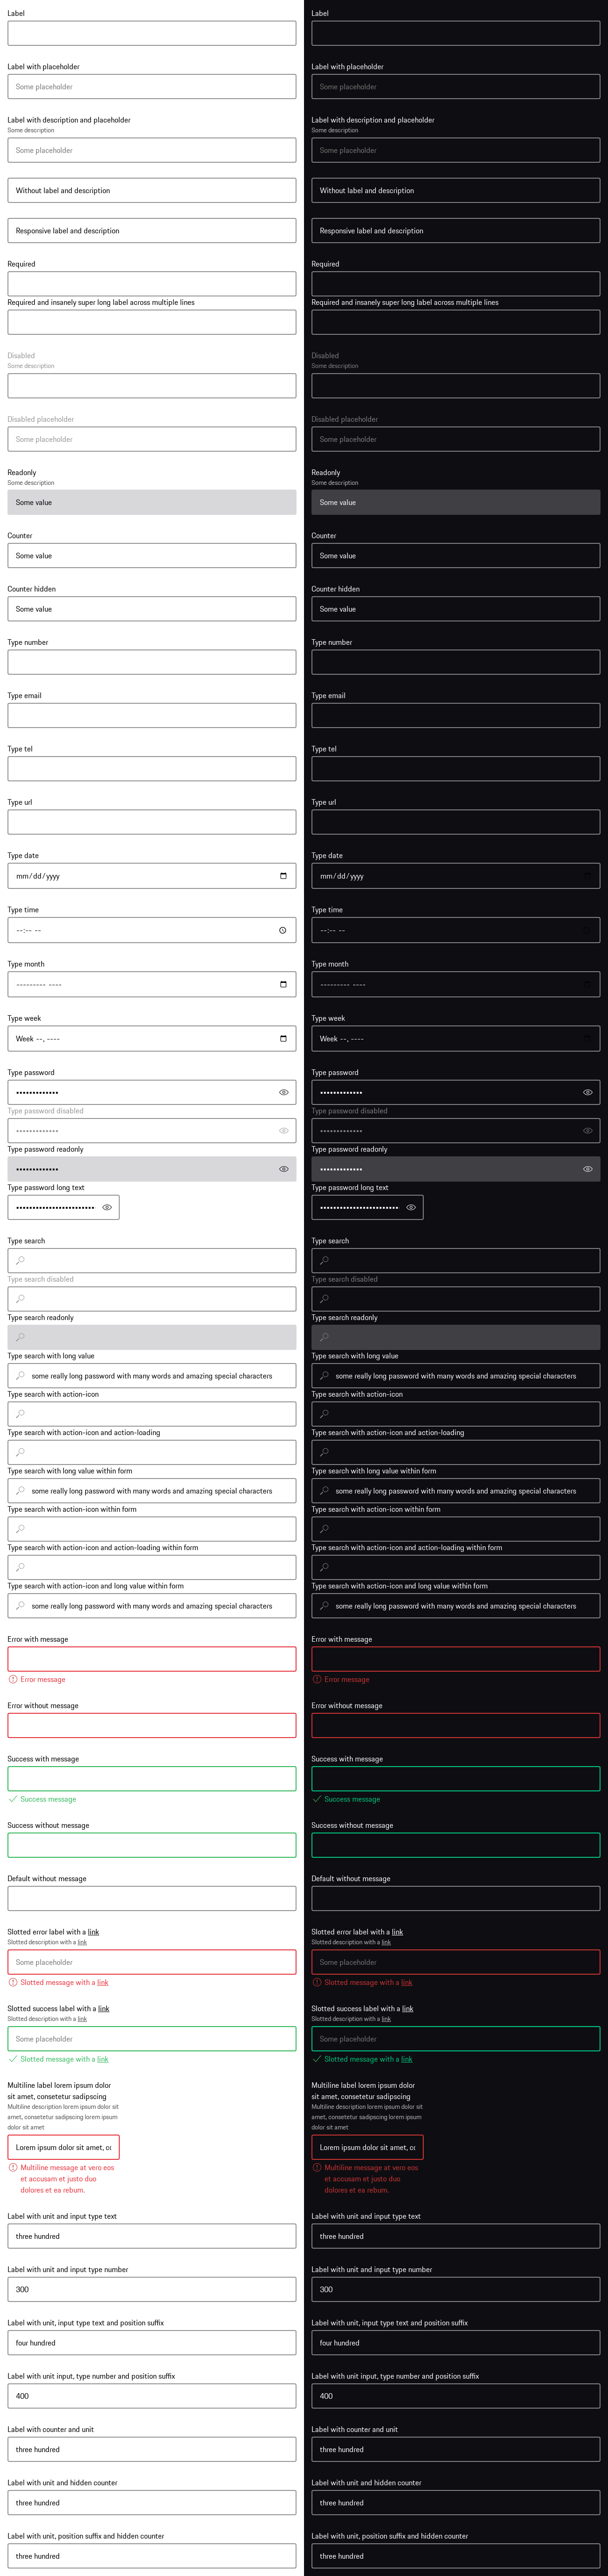 Label
Label with placeholder
Some placeholder
Label with description and placeholder
Some description
Some placeholder
Without label and description
Responsive label and description
Required
Required and insanely super long label across multiple lines
Disabled
Some description
Disabled placeholder
Some placeholder
Readonly
Some description
Some value
Counter
Some value
Counter hidden
Some value
Type number
Type email
Type tel
Type url
Type date
mm/dd/yyyy
Type time
--:-- --
Type month
--------- ----
Type week
Week --, ----
Type password
Type password disabled
Type password readonly
Type password long text
Type search
Type search disabled
Type search readonly
Type search with long value
some really long password with many words and amazing special characters
Type search with action-icon
Type search with action-icon and action-loading
Type search with long value within form
some really long password with many words and amazing special characters
Type search with action-icon within form
Type search with action-icon and action-loading within form
Type search with action-icon and long value within form
some really long password with many words and amazing special characters
Error with message
Error message
Error without message
Success with message
Success message
Success without message
Default without message
Slotted error label with a link
Slotted description with a link
Some placeholder
Slotted message with a link
Slotted success label with a link
Slotted description with a link
Some placeholder
Slotted message with a link
Multiline label lorem ipsum dolor
sit amet, consetetur sadipscing
Multiline description lorem ipsum dolor sit
amet, consetetur sadipscing lorem ipsum
dolor sit amet
Lorem ipsum dolor sit amet, co
Multiline message at vero eos
et accusam et justo duo
dolores et ea rebum.
Label with unit and input type text
three hundred
Label with unit and input type number
300
Label with unit, input type text and position suffix
four hundred
Label with unit input, type number and position suffix
400
Label with counter and unit
three hundred
Label with unit and hidden counter
three hundred
Label with unit, position suffix and hidden counter
three hundred
Label
Label with placeholder
Some placeholder
Label with description and placeholder
Some description
Some placeholder
Without label and description
Responsive label and description
Required
Required and insanely super long label across multiple lines
Disabled
Some description
Disabled placeholder
Some placeholder
Readonly
Some description
Some value
Counter
Some value
Counter hidden
Some value
Type number
Type email
Type tel
Type url
Type date
mm/dd/yyyy
Type time
--:-- --
Type month
--------- ----
Type week
Week --, ----
Type password
Type password disabled
Type password readonly
Type password long text
Type search
Type search disabled
Type search readonly
Type search with long value
some really long password with many words and amazing special characters
Type search with action-icon
Type search with action-icon and action-loading
Type search with long value within form
some really long password with many words and amazing special characters
Type search with action-icon within form
Type search with action-icon and action-loading within form
Type search with action-icon and long value within form
some really long password with many words and amazing special characters
Error with message
Error message
Error without message
Success with message
Success message
Success without message
Default without message
Slotted error label with a link
Slotted description with a link
Some placeholder
Slotted message with a link
Slotted success label with a link
Slotted description with a link
Some placeholder
Slotted message with a link
Multiline label lorem ipsum dolor
sit amet, consetetur sadipscing
Multiline description lorem ipsum dolor sit
amet, consetetur sadipscing lorem ipsum
dolor sit amet
Lorem ipsum dolor sit amet, co
Multiline message at vero eos
et accusam et justo duo
dolores et ea rebum.
Label with unit and input type text
three hundred
Label with unit and input type number
300
Label with unit, input type text and position suffix
four hundred
Label with unit input, type number and position suffix
400
Label with counter and unit
three hundred
Label with unit and hidden counter
three hundred
Label with unit, position suffix and hidden counter
three hundred